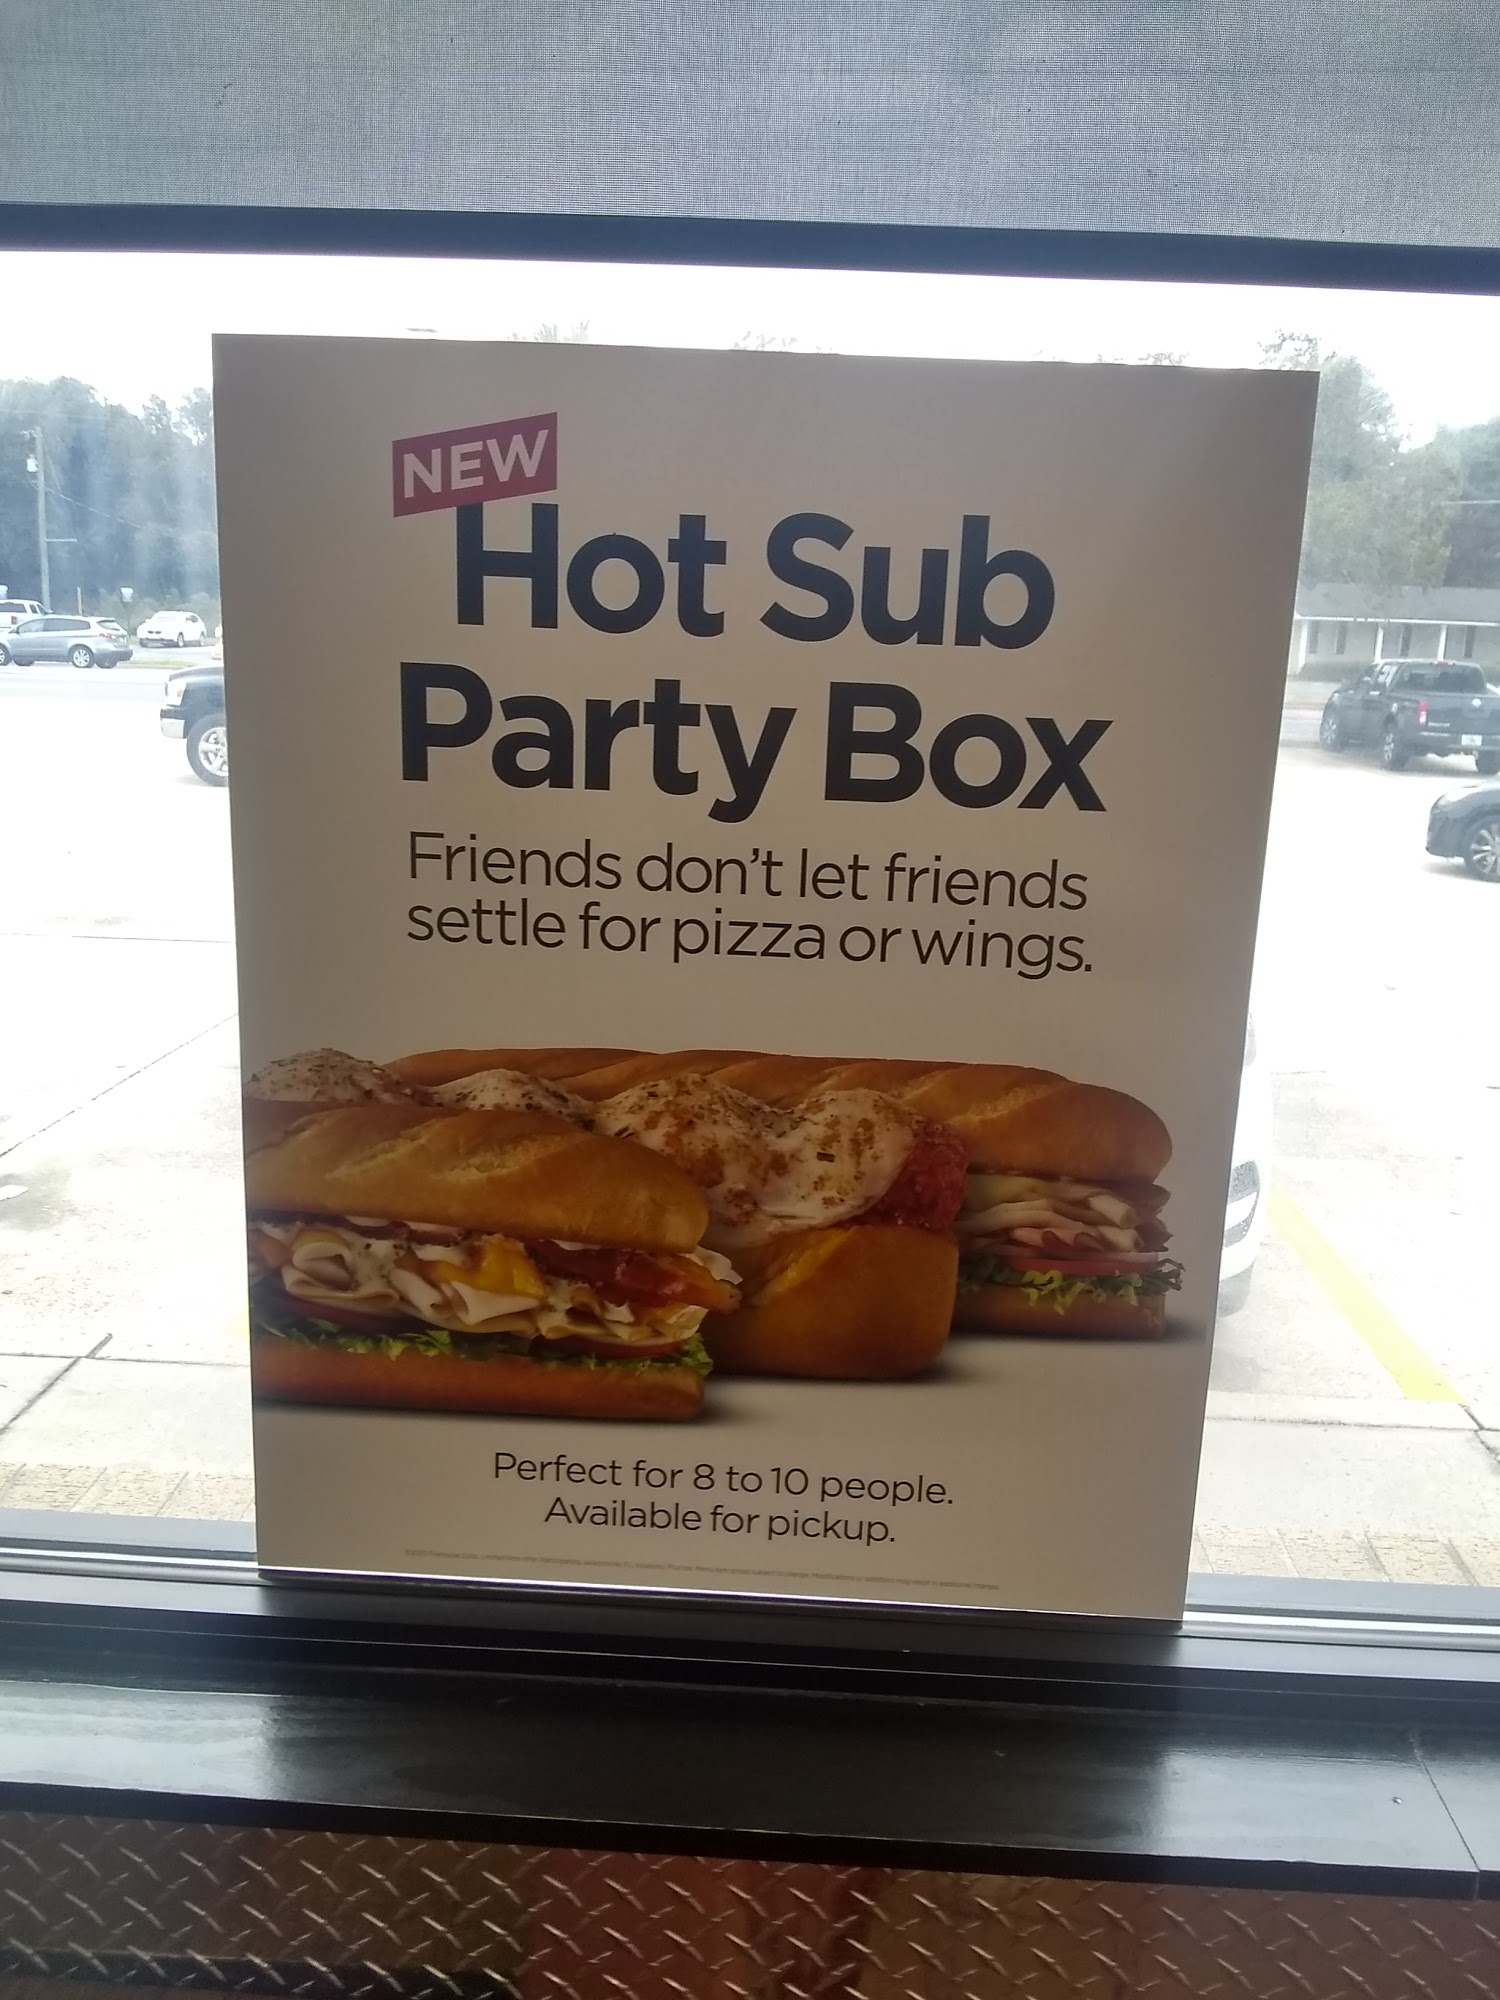 NEW
Hot Sub
Party Box
Friends don't let friends
settle for pizza or wings.
Perfect for 8 to 10 people.
Available for pickup.